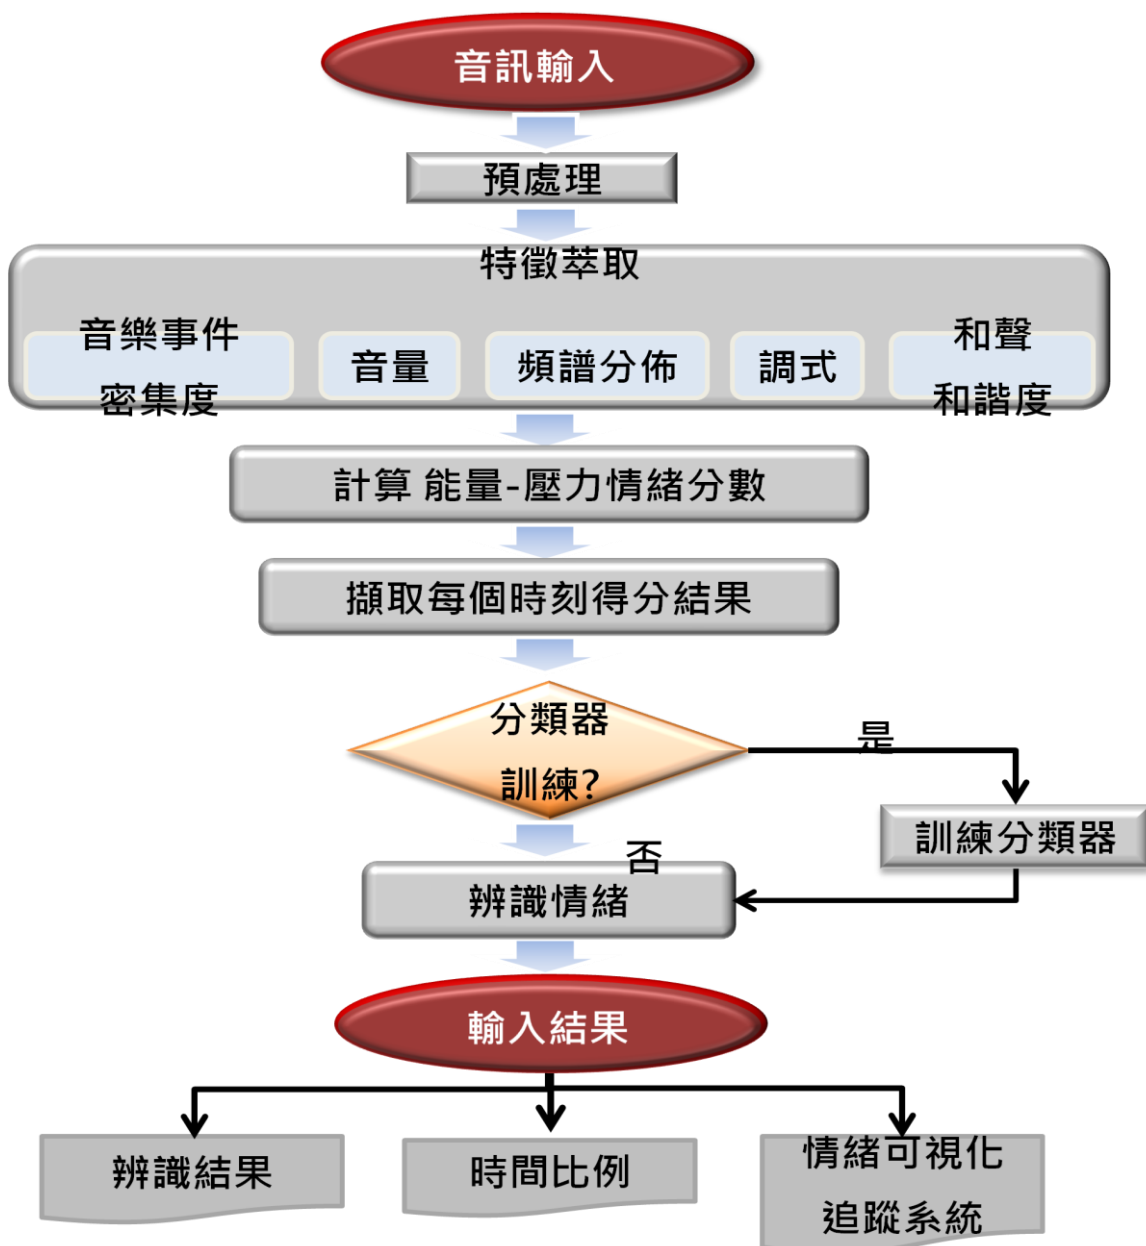 音訊輸入
預處理
特徵萃取
音樂事件
密集度
音量
頻譜分佈
調式
和聲
和諧度
計算 能量-壓力情緒分數
擷取每個時刻得分結果
分類器
訓練?
是
訓練分類器
否
辨識情緒
輸入結果
辨識結果
時間比例
情緒可視化
追蹤系統